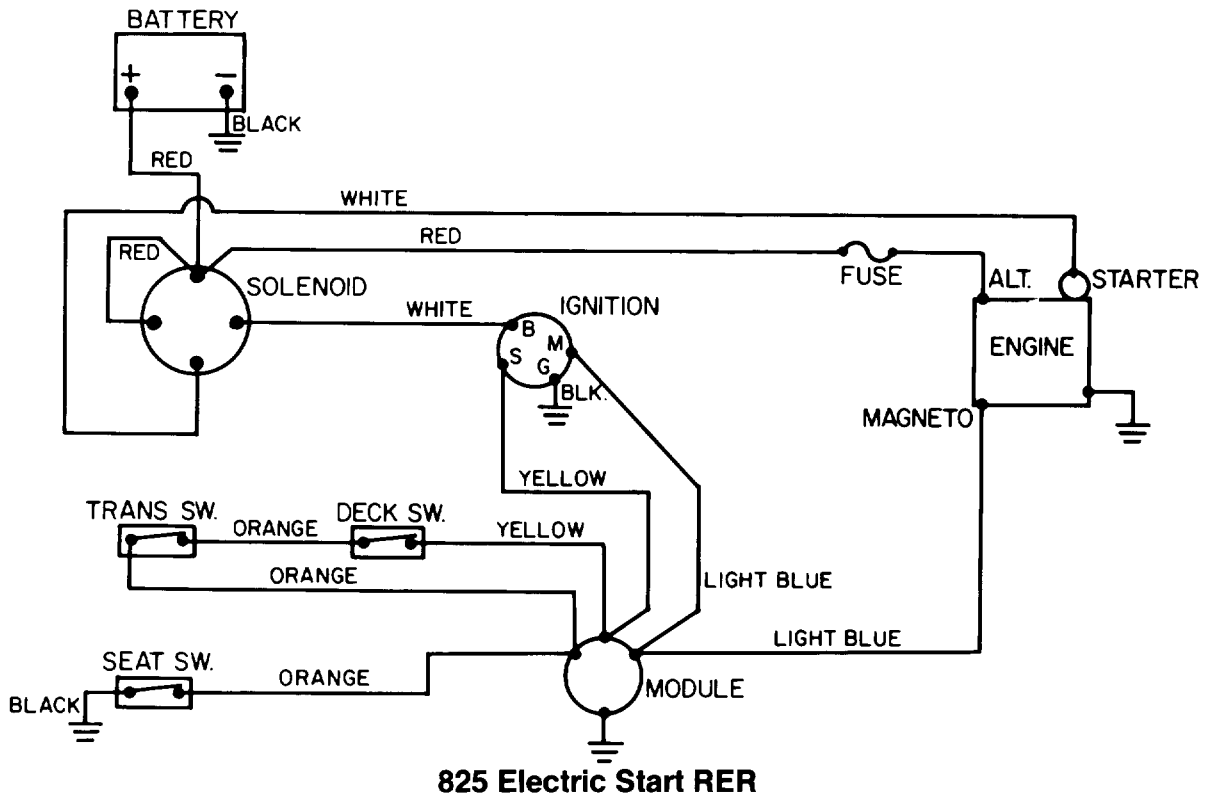 BATTERY
+ −
BLACK
RED
WHITE
RED
RED
FUSE
ALT.
STARTER
SOLENOID
WHITE
IGNITION
B
M
S
G
BLK.
ENGINE
MAGNETO
YELLOW
TRANS SW.
ORANGE
DECK SW.
YELLOW
ORANGE
LIGHT BLUE
LIGHT BLUE
SEAT SW.
ORANGE
BLACK
MODULE
825 Electric Start RER